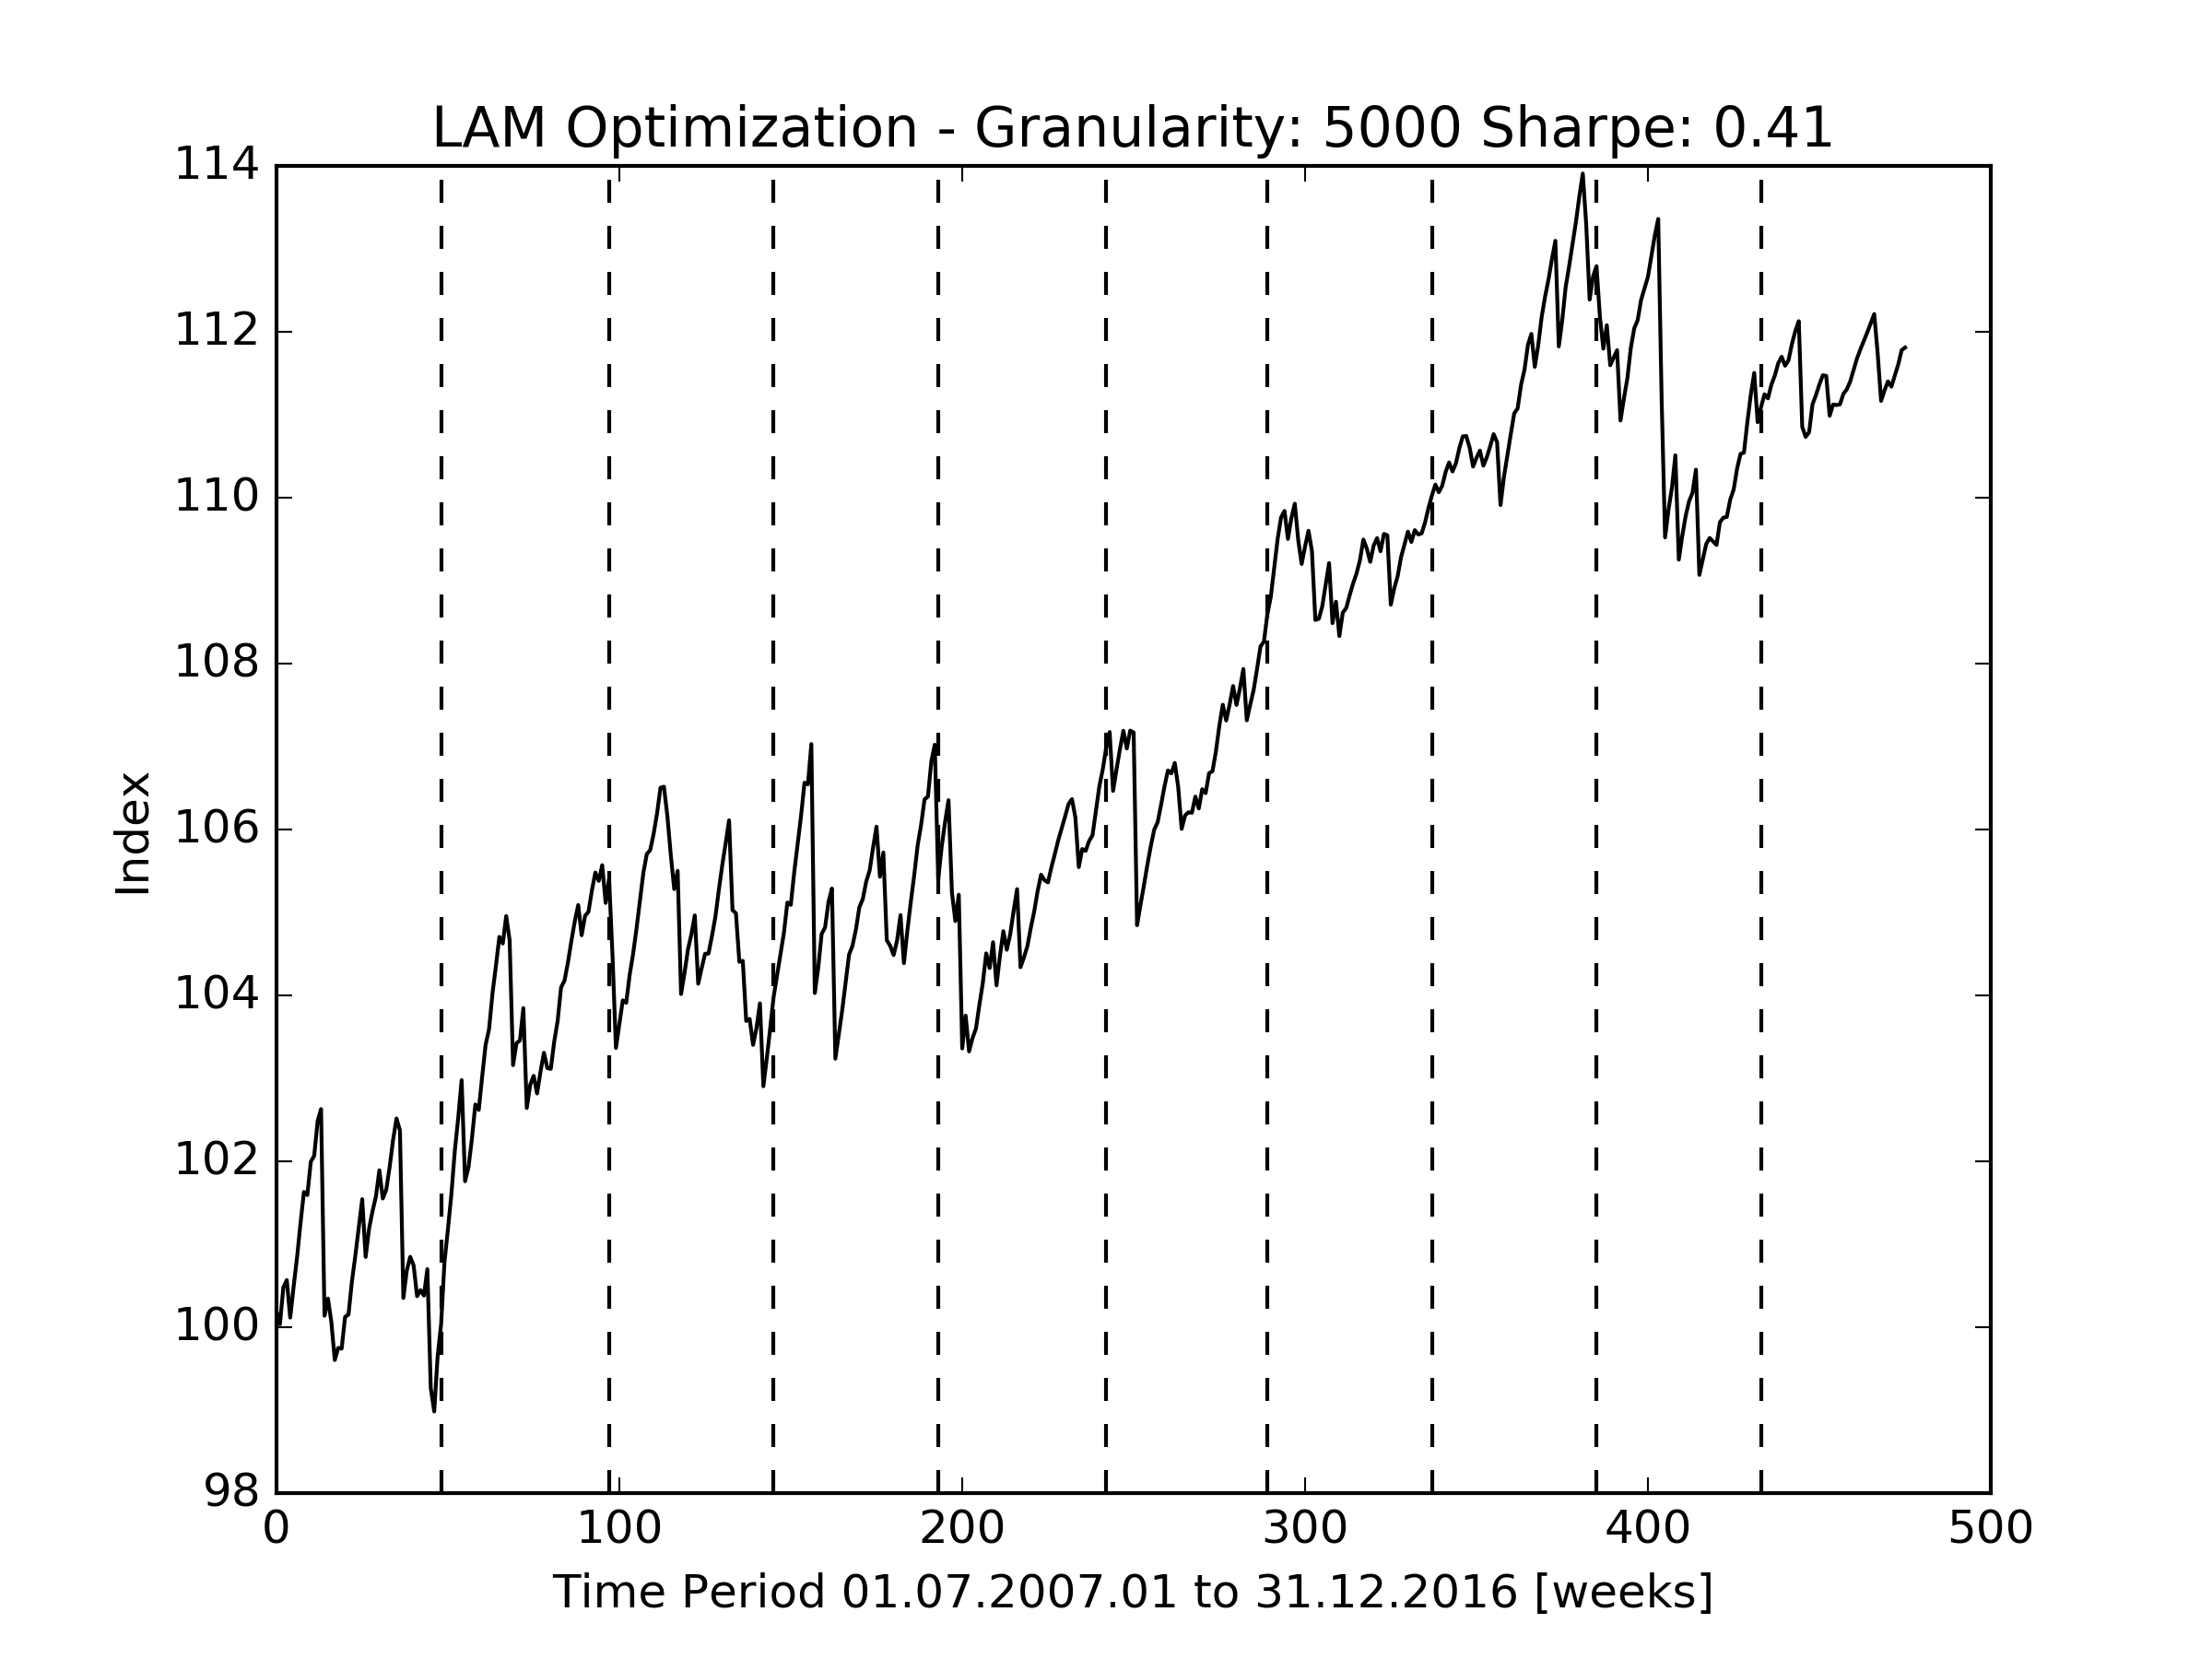 LAM Optimization - Granularity: 5000 Sharpe: 0.41
114
112
110
108
106
104
102
100
98
Index
0 100 200 300 400 500
Time Period 01.07.2007.01 to 31.12.2016 [weeks]